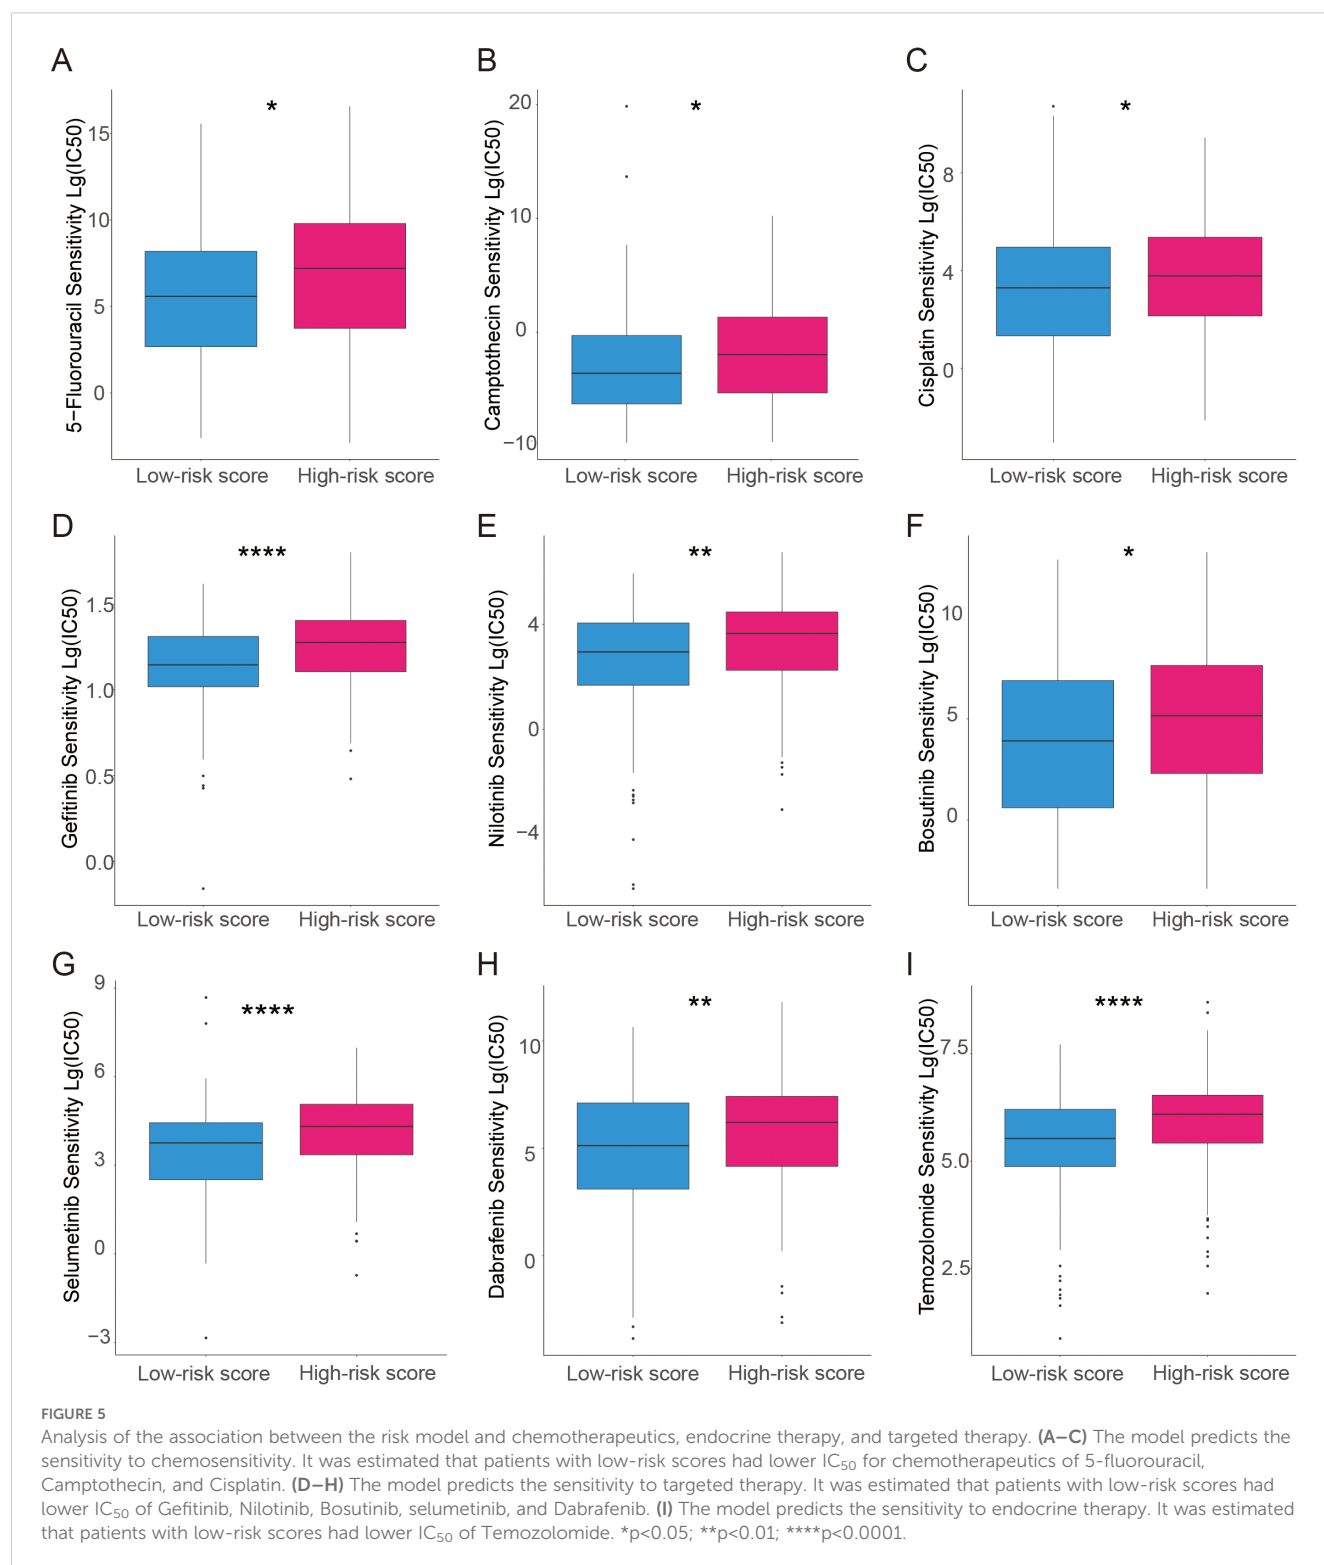 A
B
C
*
*
*
5−Fluorouracil Sensitivity Lg(IC50)
15
10
5
0
Low-risk score
High-risk score
Camptothecin Sensitivity Lg(IC50)
20
10
0
−10
Low-risk score
High-risk score
Cisplatin Sensitivity Lg(IC50)
8
4
0
Low-risk score
High-risk score
D
E
F
****
**
*
Gefitinib Sensitivity Lg(IC50)
1.5
1.0
0.5
0.0
Low-risk score
High-risk score
Nilotinib Sensitivity Lg(IC50)
4
0
−4
Low-risk score
High-risk score
Bosutinib Sensitivity Lg(IC50)
10
5
0
Low-risk score
High-risk score
G
H
I
****
**
****
Selumetinib Sensitivity Lg(IC50)
9
6
3
0
−3
Low-risk score
High-risk score
Dabrafenib Sensitivity Lg(IC50)
10
5
0
Low-risk score
High-risk score
Temozolomide Sensitivity Lg(IC50)
7.5
5.0
2.5
Low-risk score
High-risk score
FIGURE 5
Analysis of the association between the risk model and chemotherapeutics, endocrine therapy, and targeted therapy. (A–C) The model predicts the
sensitivity to chemosensitivity. It was estimated that patients with low-risk scores had lower IC50 for chemotherapeutics of 5-fluorouracil,
Camptothecin, and Cisplatin. (D–H) The model predicts the sensitivity to targeted therapy. It was estimated that patients with low-risk scores had
lower IC50 of Gefitinib, Nilotinib, Bosutinib, selumetinib, and Dabrafenib. (I) The model predicts the sensitivity to endocrine therapy. It was estimated
that patients with low-risk scores had lower IC50 of Temozolomide. *p<0.05; **p<0.01; ****p<0.0001.